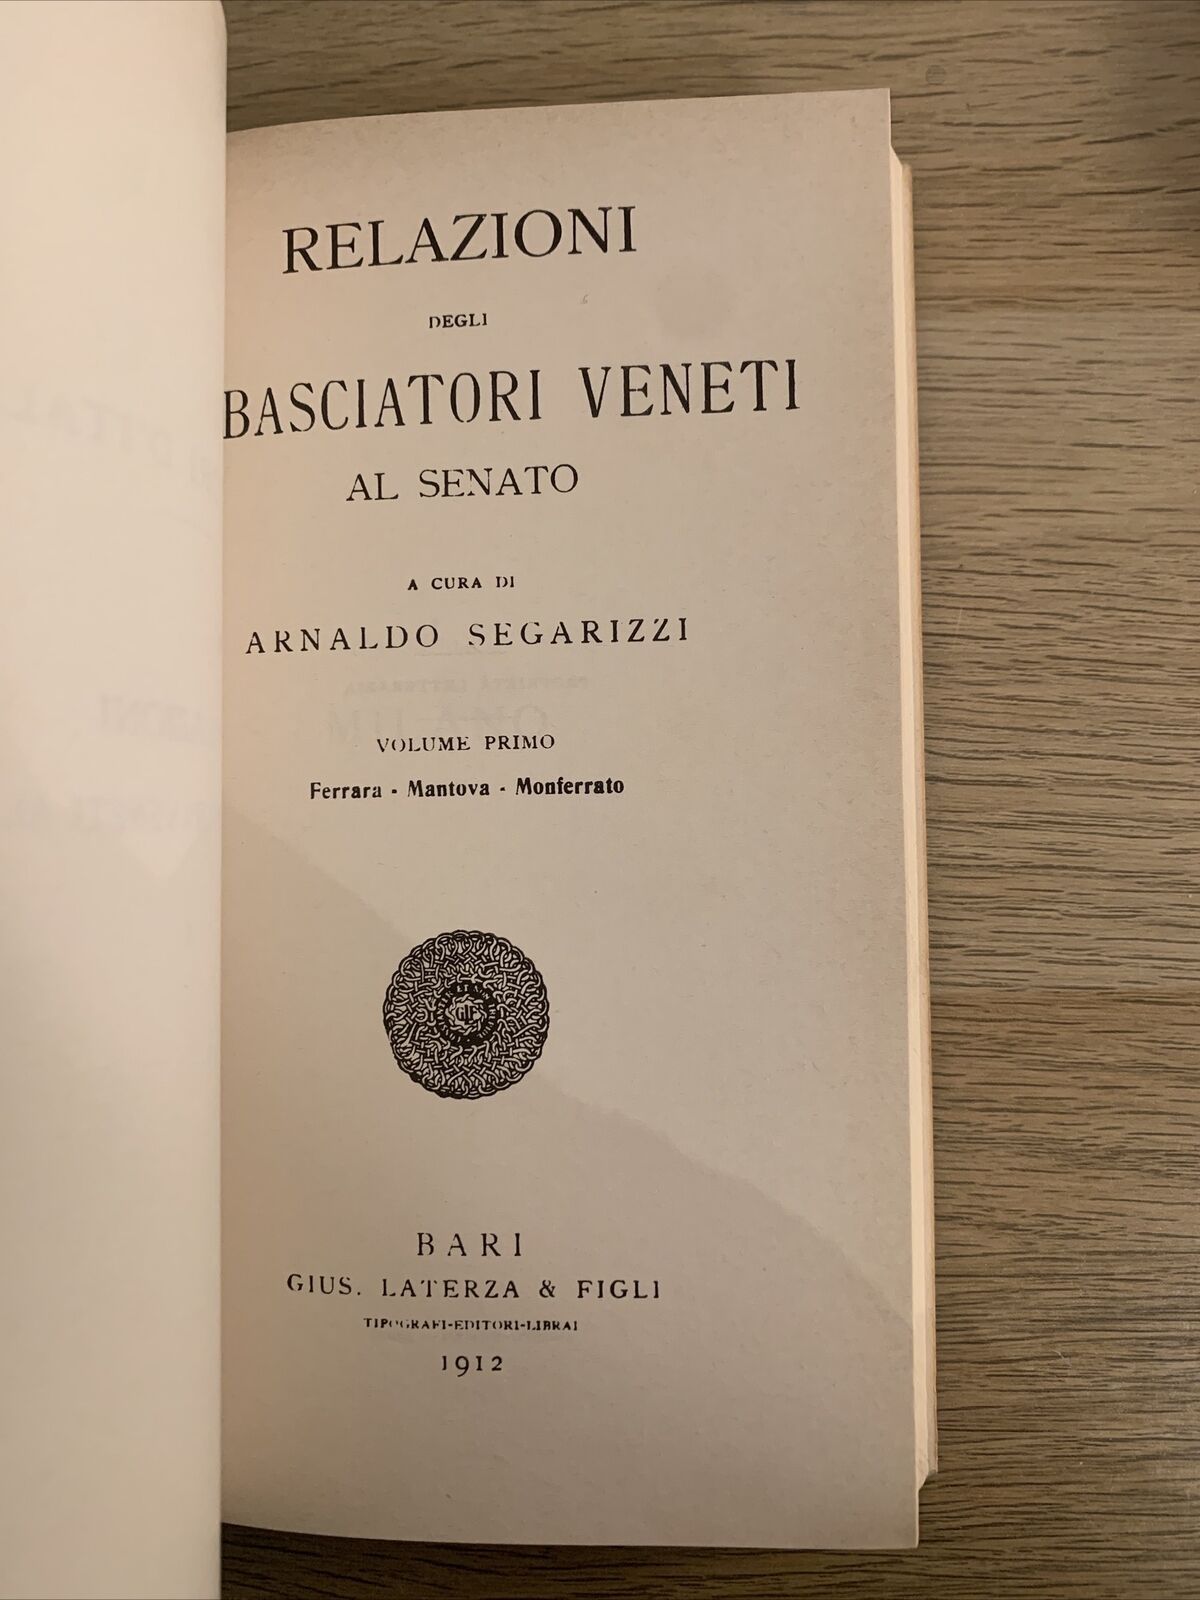 RELAZIONI
DEGLI
BASCIATORI VENETI
AL SENATO
A CURA DI
ARNALDO SEGARIZZI
VOLUME PRIMO
Ferrara - Mantova - Monferrato
BARI
GIUS. LATERZA & FIGLI
TIPOGRAFI-EDITORI-LIBRAI
1912